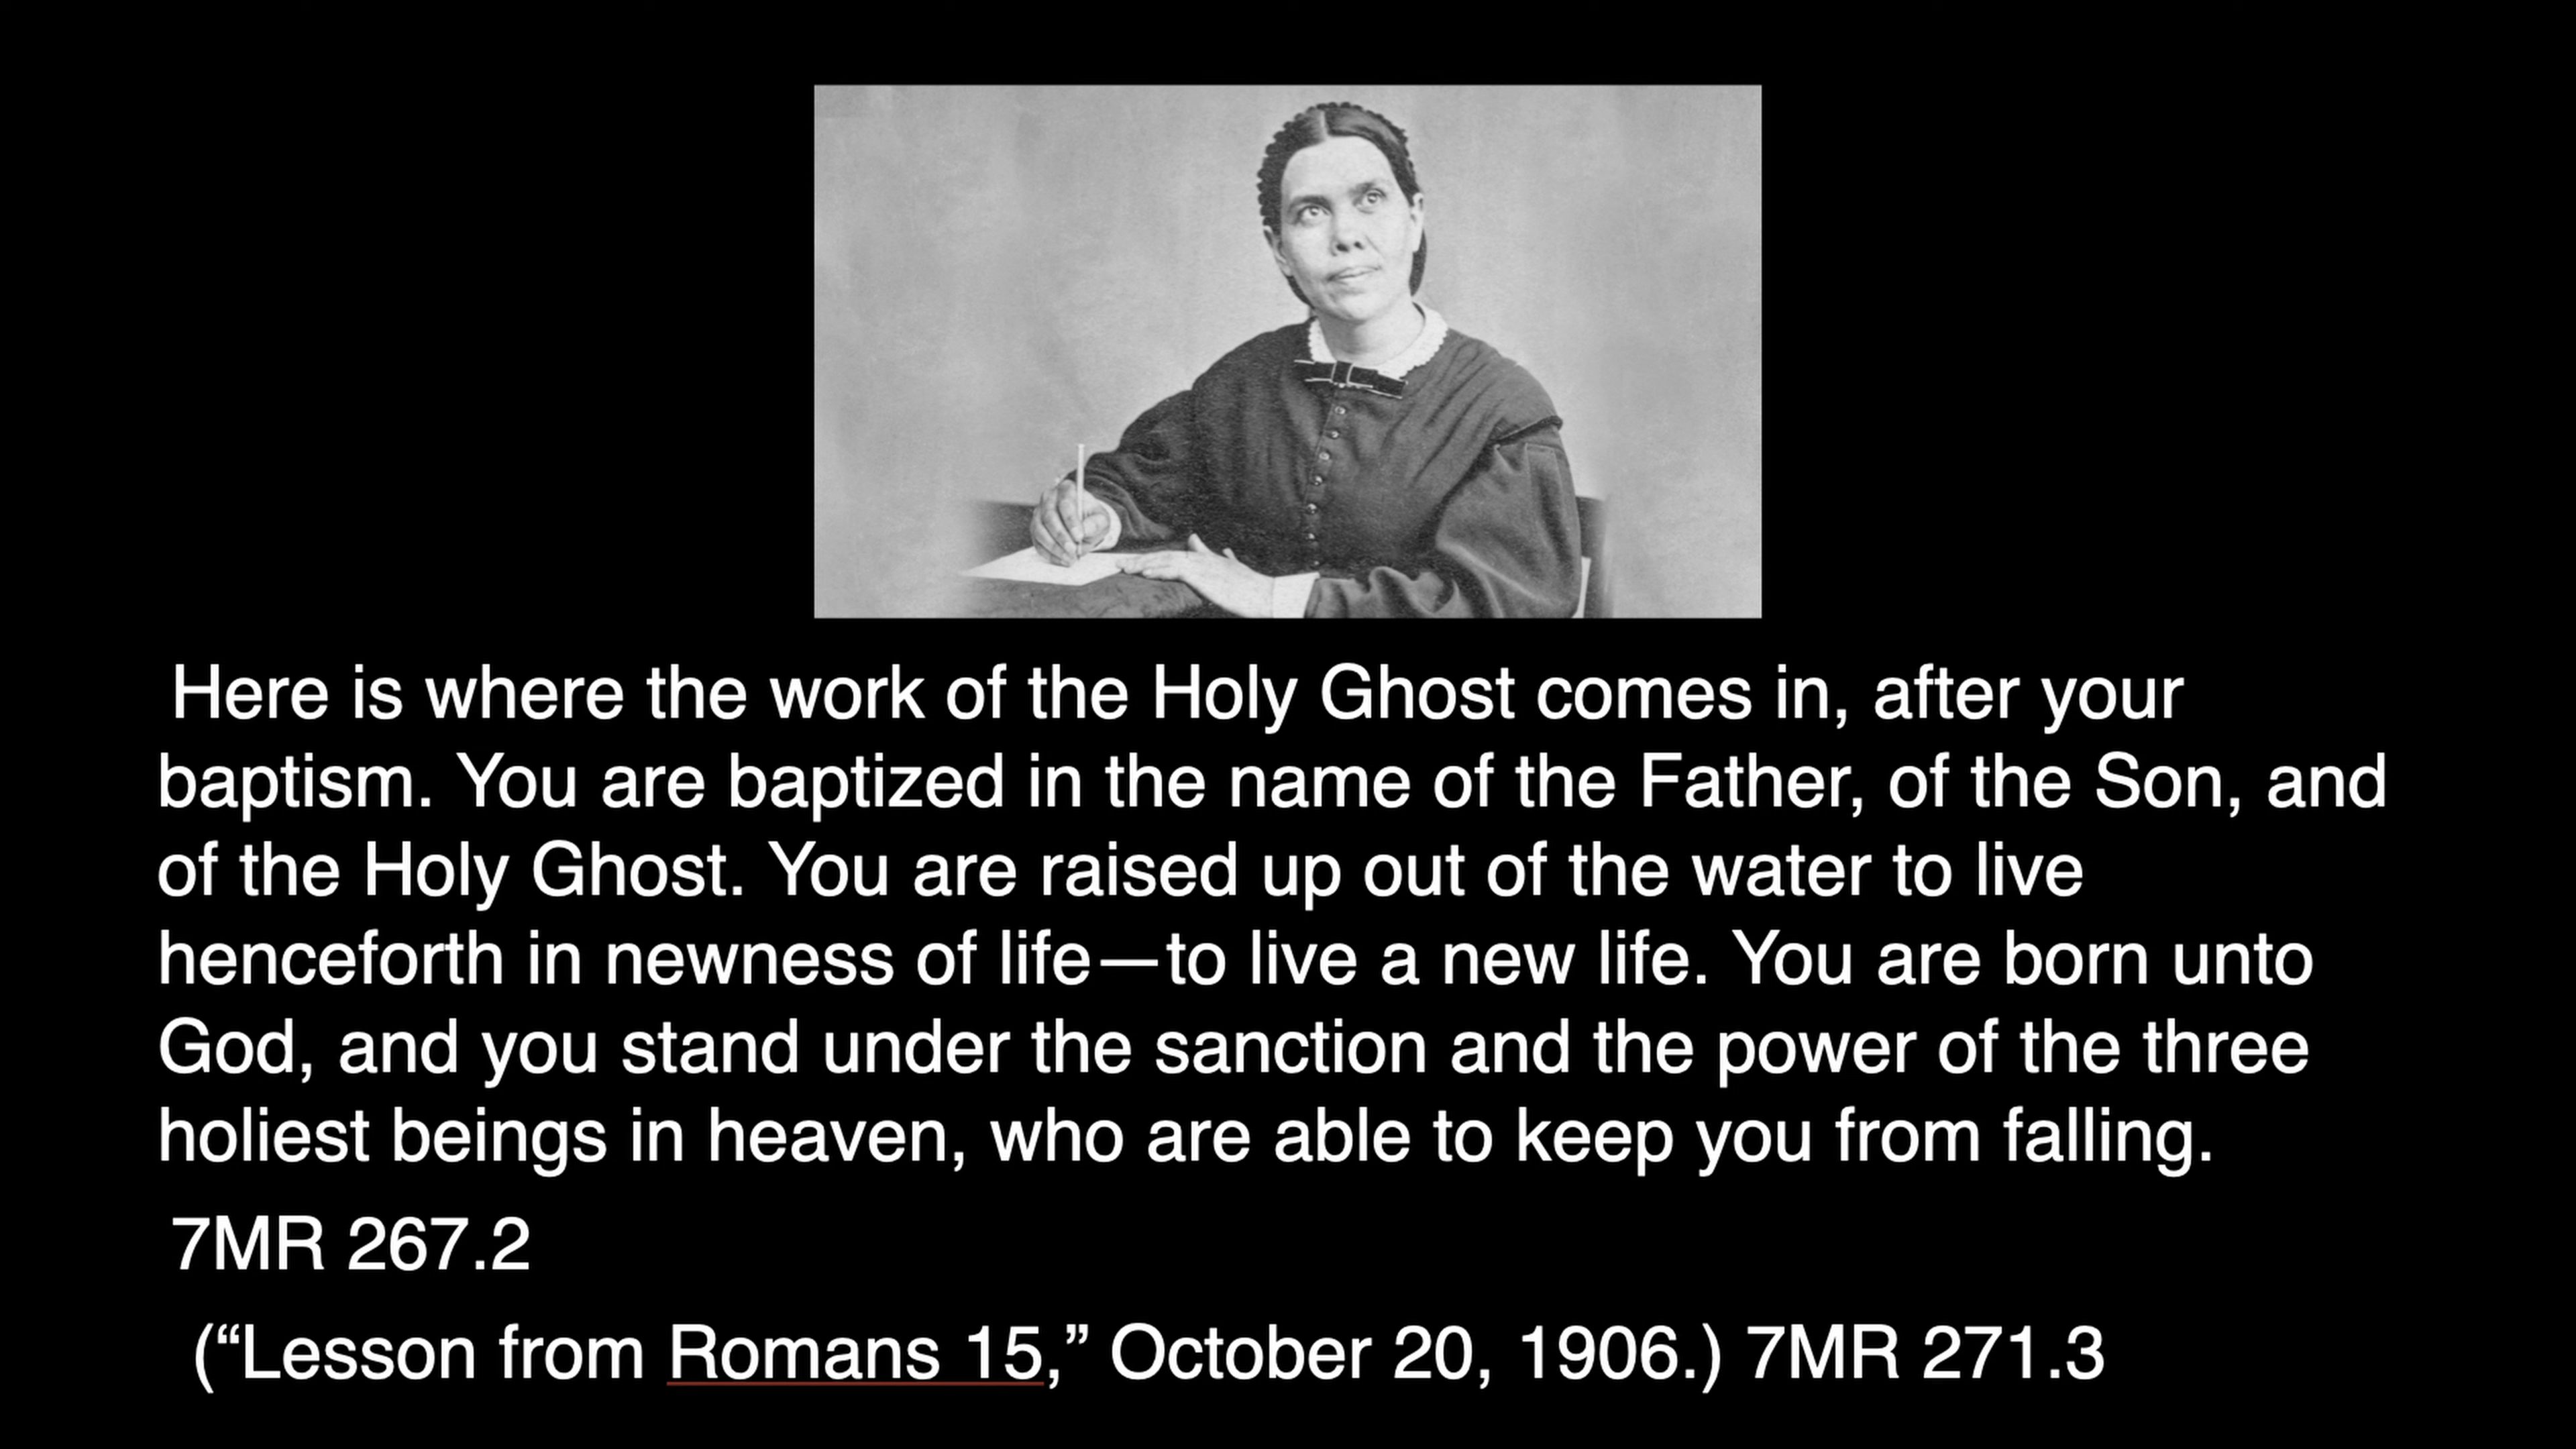 Here is where the work of the Holy Ghost comes in, after your
baptism. You are baptized in the name of the Father, of the Son, and
of the Holy Ghost. You are raised up out of the water to live
henceforth in newness of life—to live a new life. You are born unto
God, and you stand under the sanction and the power of the three
holiest beings in heaven, who are able to keep you from falling.
7MR 267.2
(“Lesson from Romans 15,” October 20, 1906.) 7MR 271.3